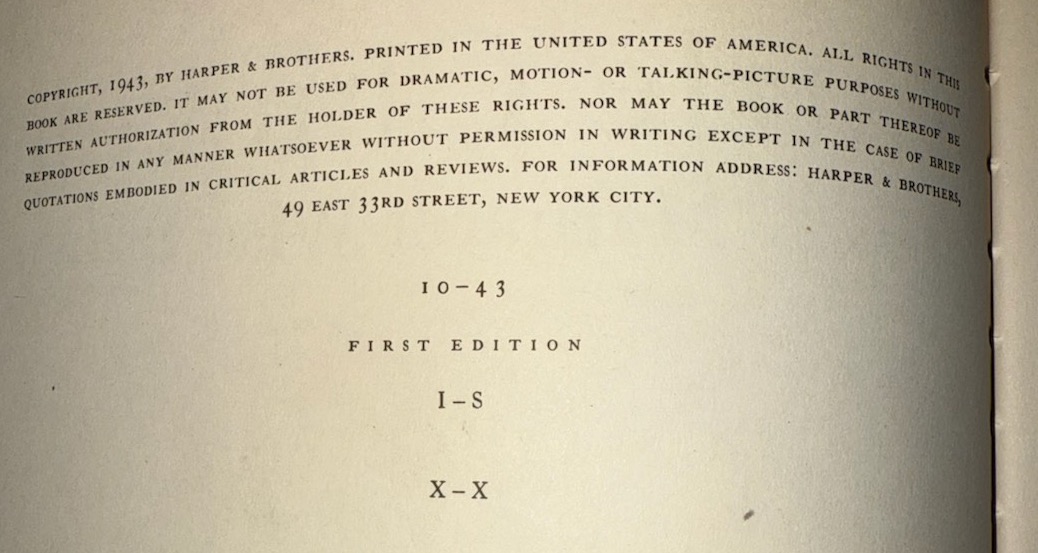 COPYRIGHT, 1943, BY HARPER & BROTHERS. PRINTED IN THE UNITED STATES OF AMERICA. ALL RIGHTS IN THIS
BOOK ARE RESERVED. IT MAY NOT BE USED FOR DRAMATIC, MOTION- OR TALKING-PICTURE PURPOSES WITHOUT
WRITTEN AUTHORIZATION FROM THE HOLDER OF THESE RIGHTS. NOR MAY THE BOOK OR PART THEREOF BE
REPRODUCED IN ANY MANNER WHATSOEVER WITHOUT PERMISSION IN WRITING EXCEPT IN THE CASE OF BRIEF
QUOTATIONS EMBODIED IN CRITICAL ARTICLES AND REVIEWS. FOR INFORMATION ADDRESS: HARPER & BROTHERS,
49 EAST 33RD STREET, NEW YORK CITY.
10-43
FIRST EDITION
I-S
X-X